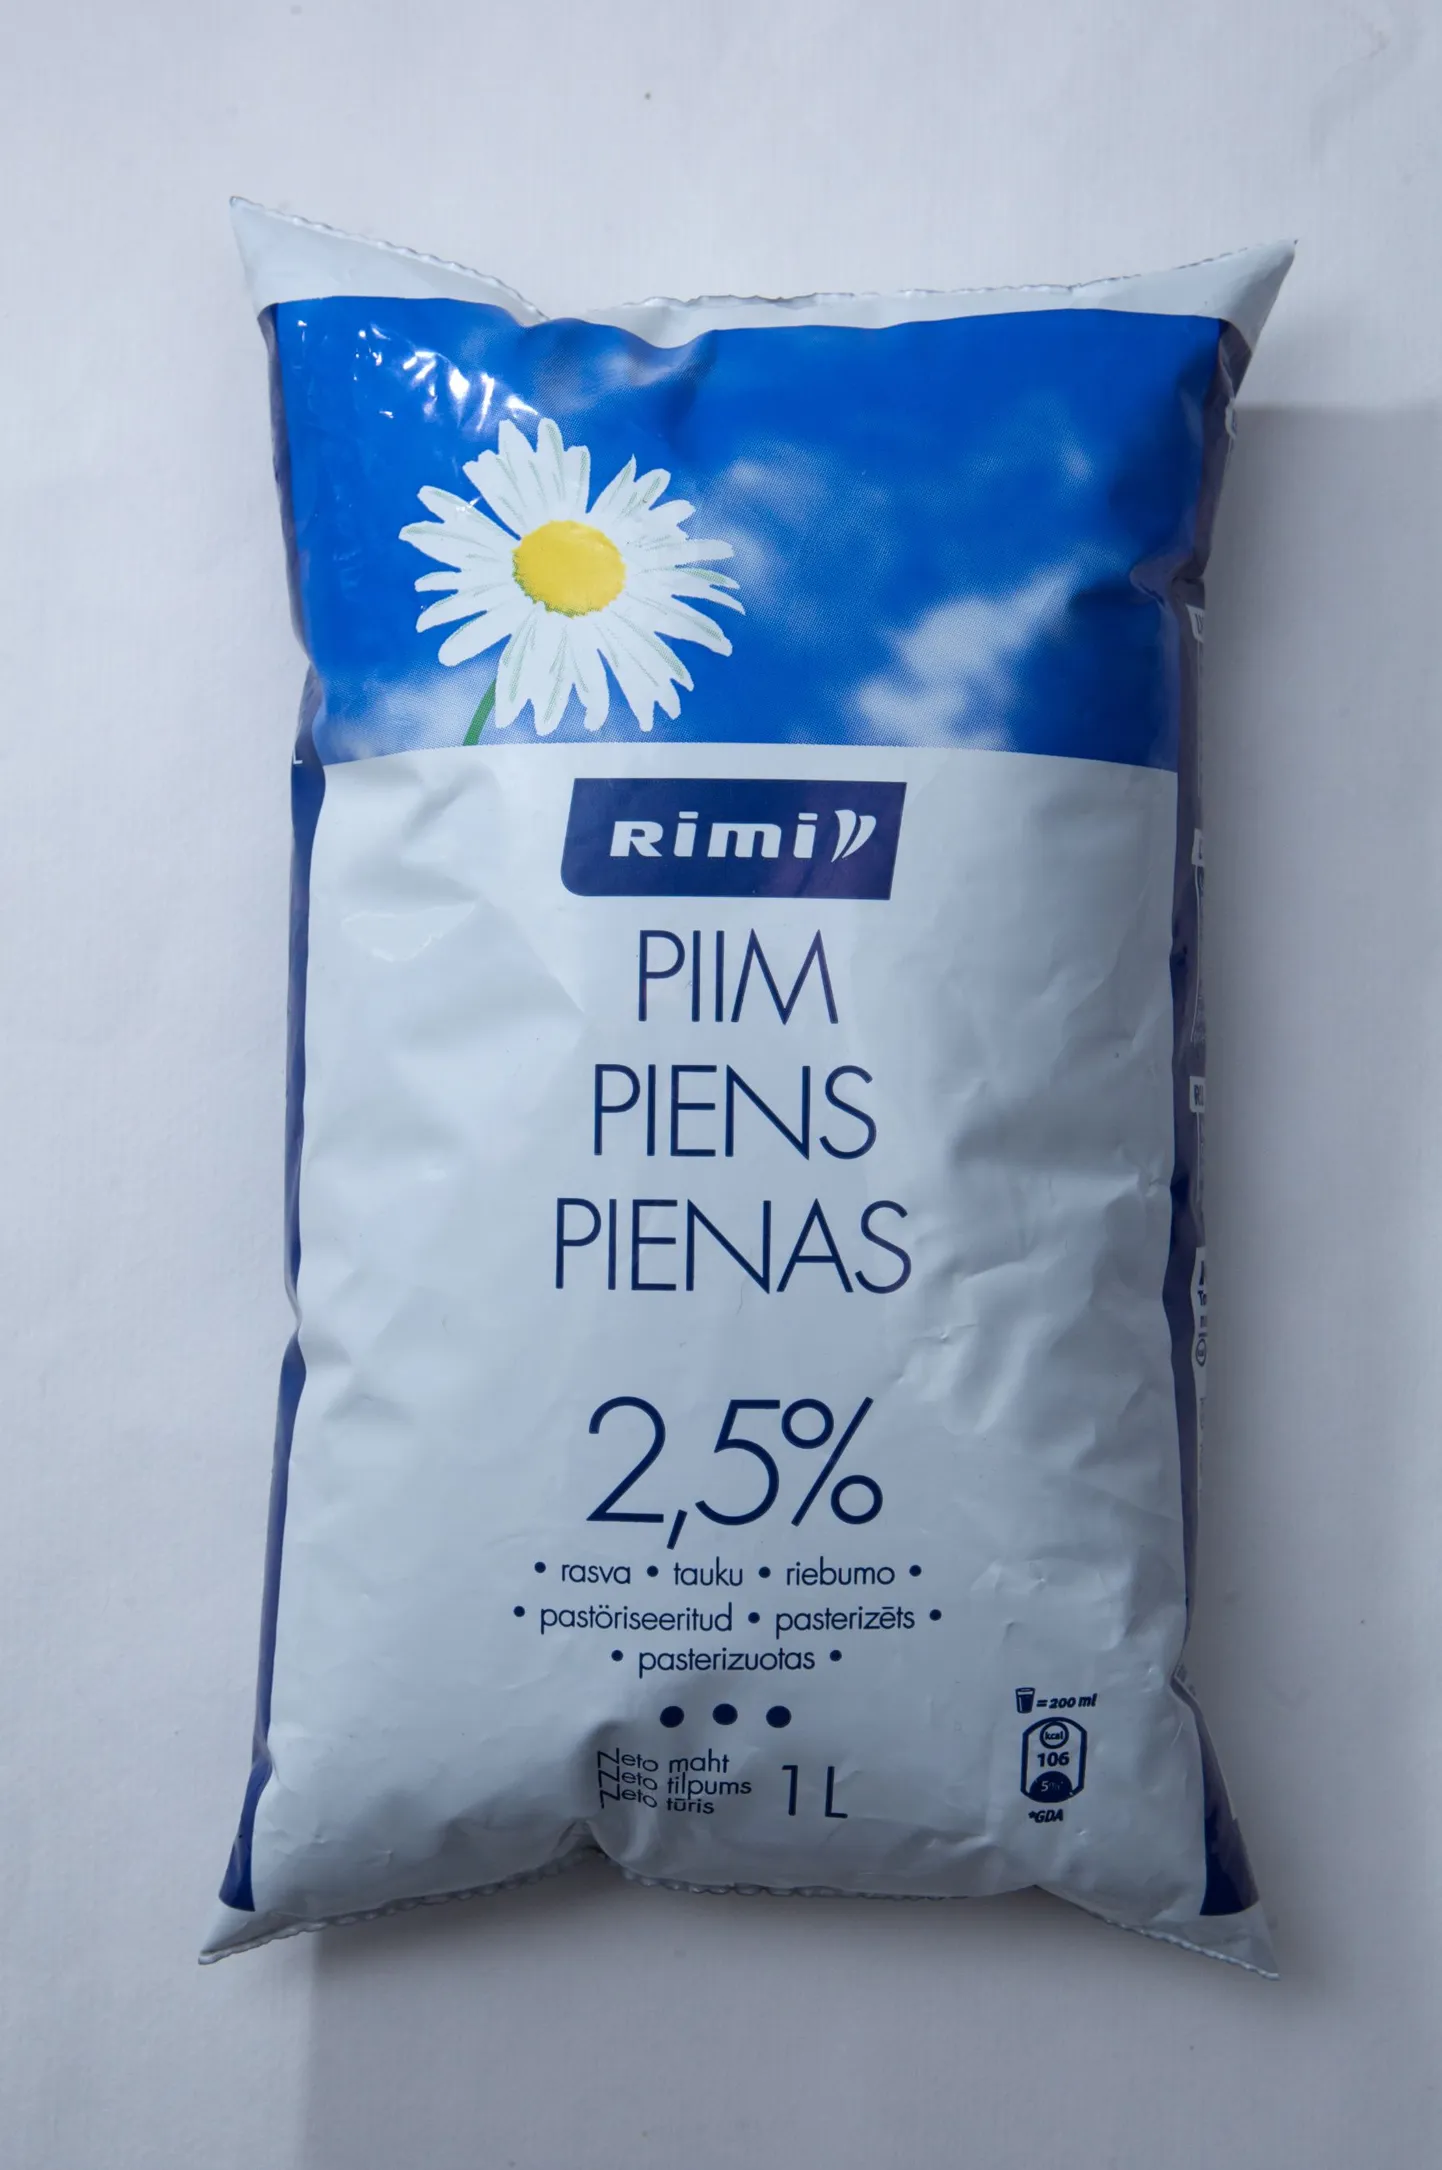 Rimi
PIIM
PIENS
PIENAS
2,5%
• rasva • tauku • riebumo •
• pastöriseeritud • pasterizēts •
• pasterizuotas •
• • •
Neto maht
Neto tilpums
Neto tūris
1 L
= 200 ml
kcal
106
5%
*GDA